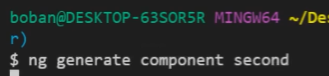 boban@DESKTOP-63SOR5R MINGW64 ~/Des
r)
$ ng generate component second